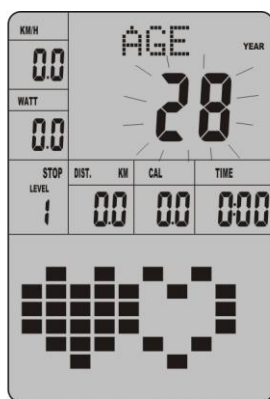 KM/H
0.0
AGE
YEAR
28
WATT
0.0
STOP
LEVEL
1
DIST. KM
0.0
CAL
0.0
TIME
0:00